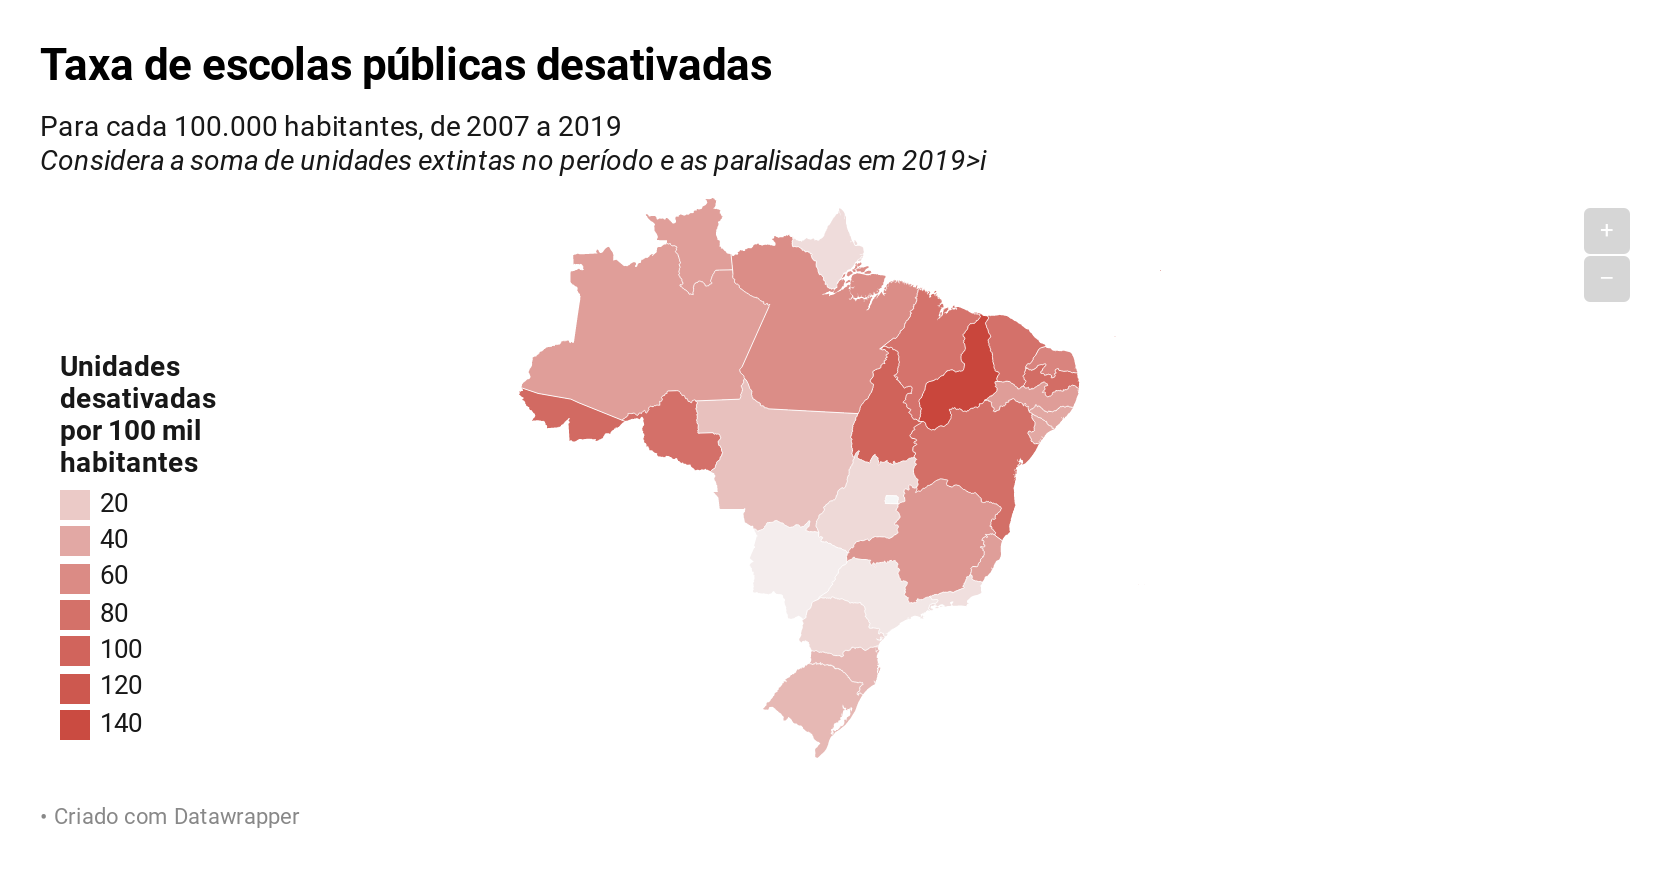 Taxa de escolas públicas desativadas
Para cada 100.000 habitantes, de 2007 a 2019
Considera a soma de unidades extintas no período e as paralisadas em 2019>i
+
−
Unidades
desativadas
por 100 mil
habitantes
20
40
60
80
100
120
140
• Criado com Datawrapper